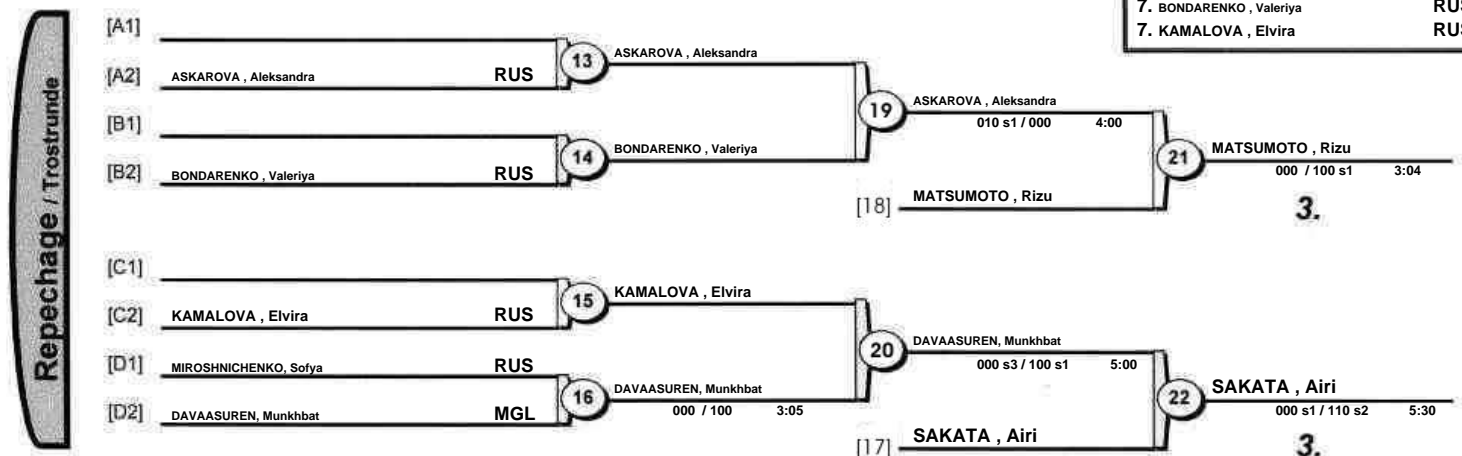 7. BONDARENKO , Valeriya RUS
7. KAMALOVA , Elvira RUS
Repechage / Trostrunde
[A1]
[A2] ASKAROVA , Aleksandra RUS
13 ASKAROVA , Aleksandra
[B1]
[B2] BONDARENKO , Valeriya RUS
14 BONDARENKO , Valeriya
19 ASKAROVA , Aleksandra
010 s1 / 000 4:00
[18] MATSUMOTO , Rizu
21 MATSUMOTO , Rizu
000 / 100 s1 3:04
3.
[C1]
[C2] KAMALOVA , Elvira RUS
15 KAMALOVA , Elvira
[D1] MIROSHNICHENKO, Sofya RUS
[D2] DAVAASUREN, Munkhbat MGL
16 DAVAASUREN, Munkhbat
000 / 100 3:05
20 DAVAASUREN, Munkhbat
000 s3 / 100 s1 5:00
[17] SAKATA , Airi
22 SAKATA , Airi
000 s1 / 110 s2 5:30
3.